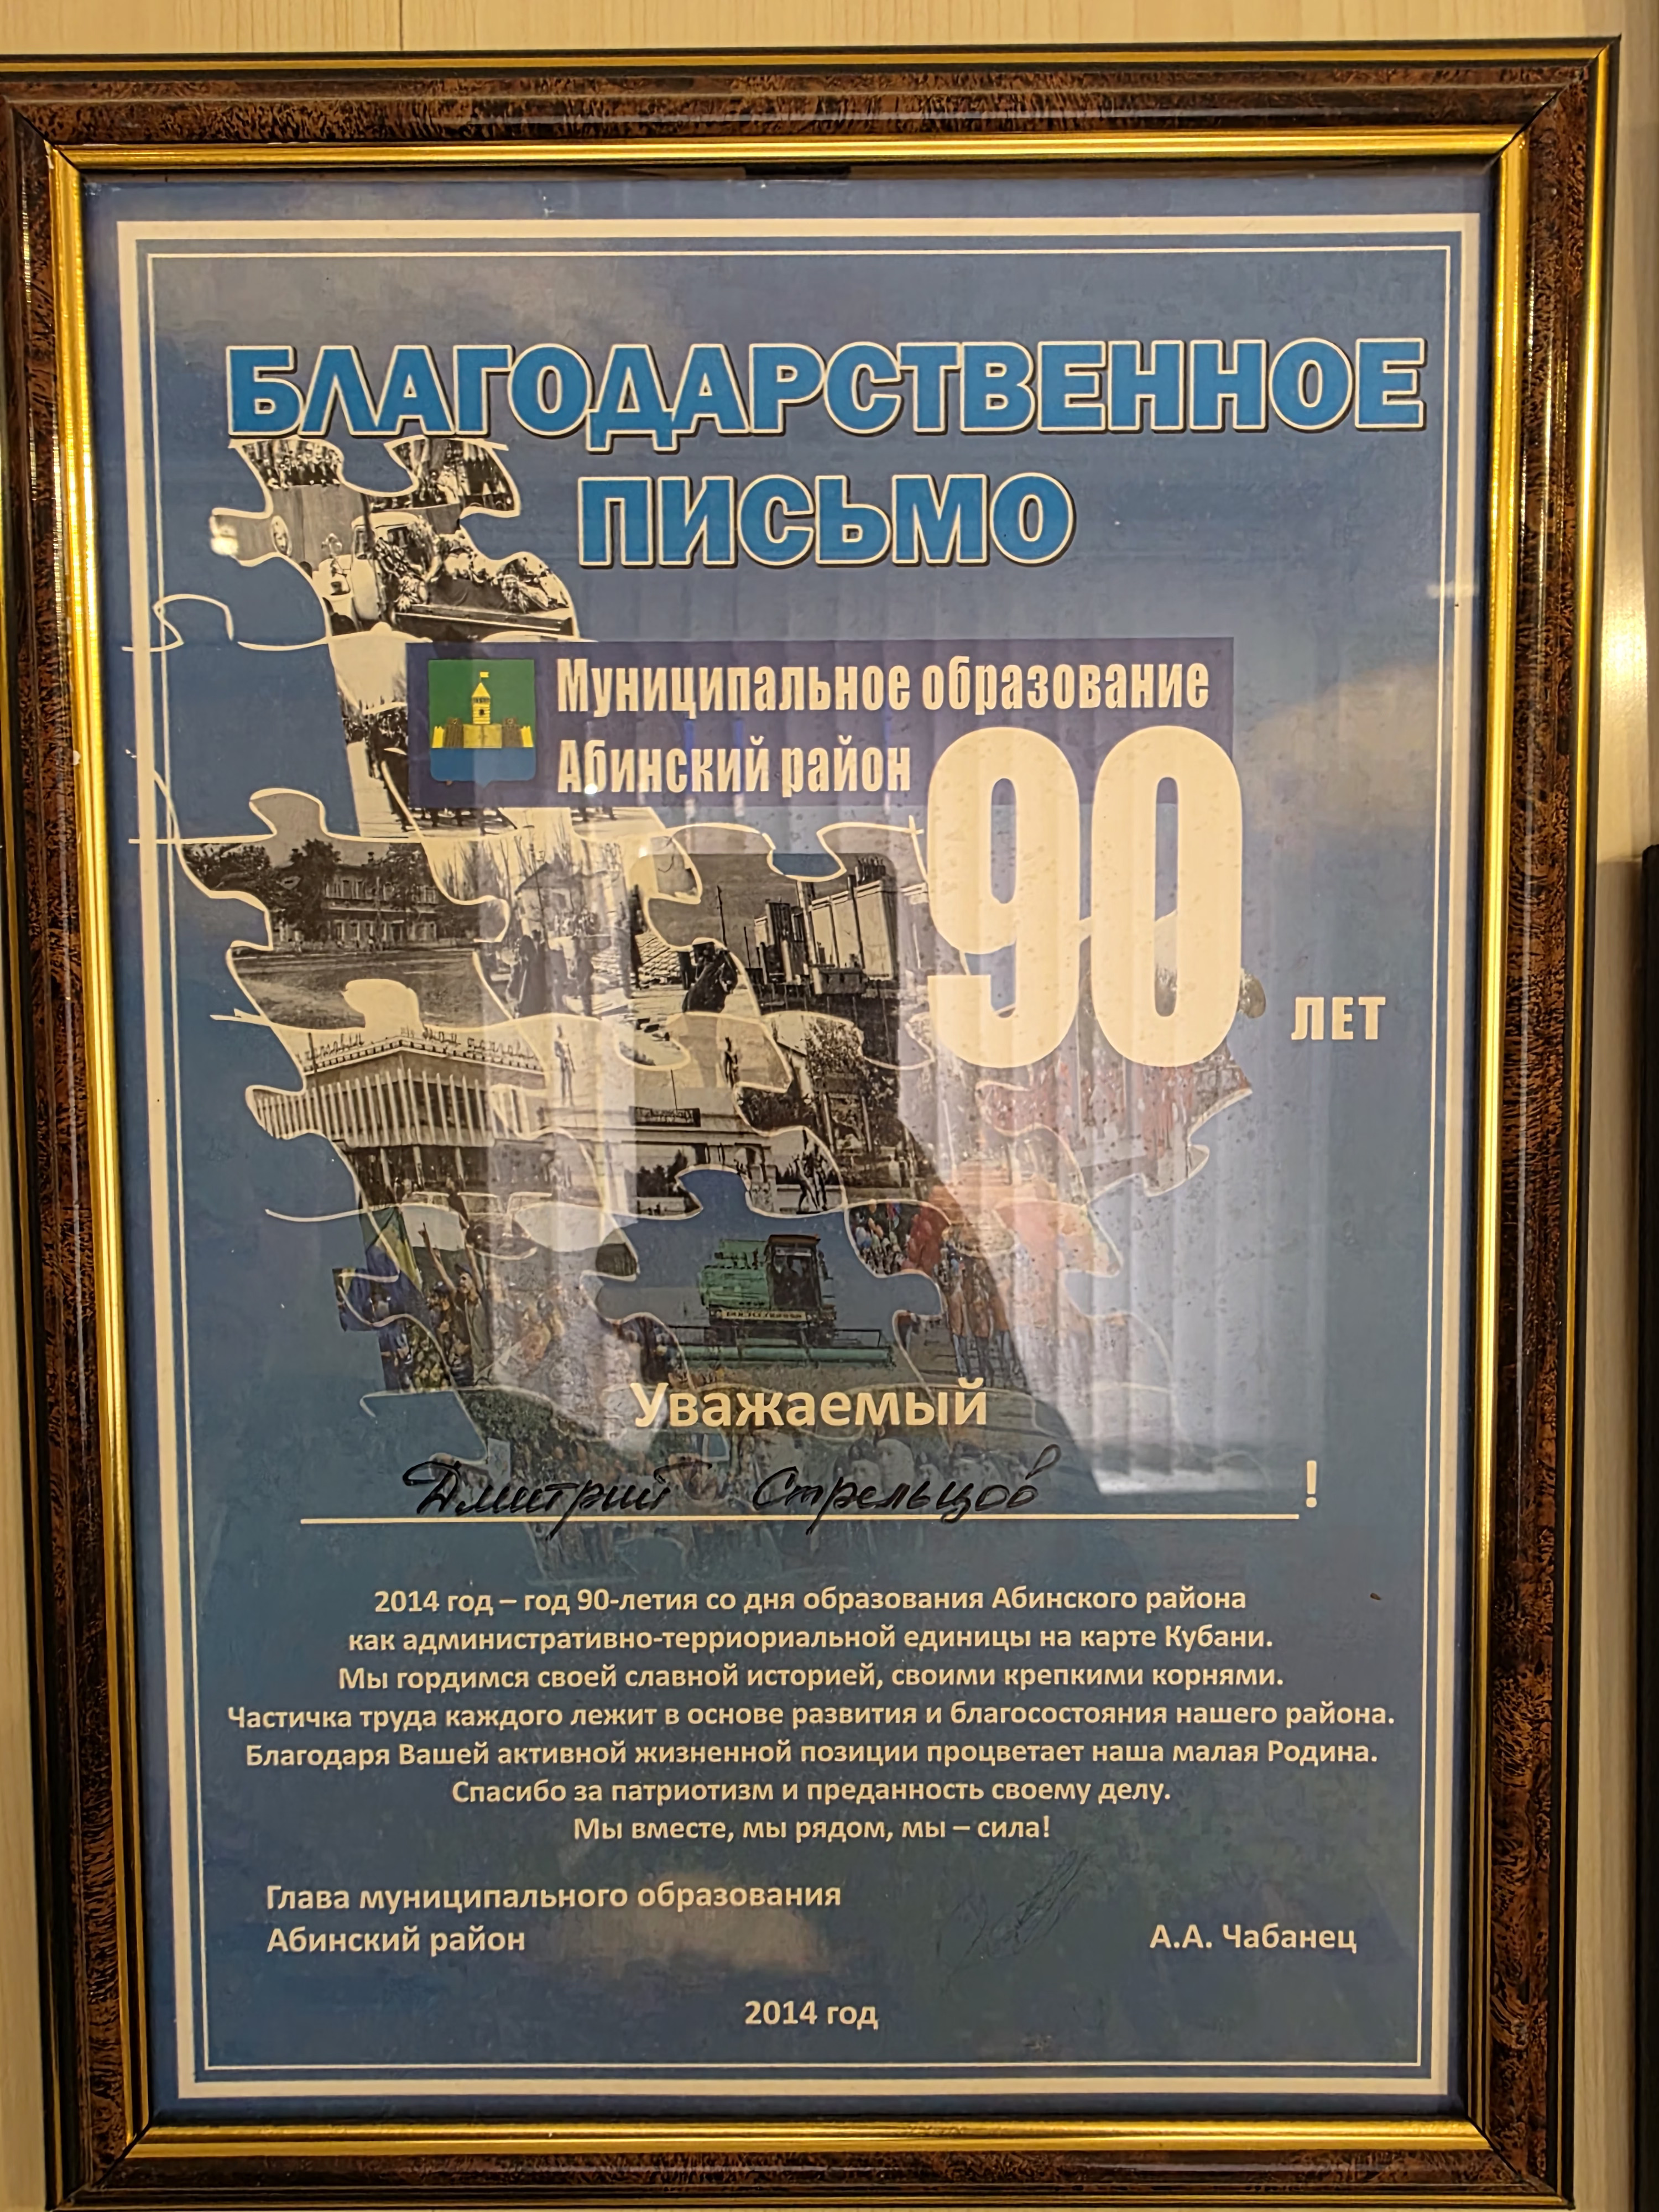 БЛАГОДАРСТВЕННОЕ
ПИСЬМО
Муниципальное образование
Абинский район
90
ЛЕТ
Уважаемый
Дмитрий Стрельцов !
2014 год – год 90-летия со дня образования Абинского района
как административно-терриориальной единицы на карте Кубани.
Мы гордимся своей славной историей, своими крепкими корнями.
Частичка труда каждого лежит в основе развития и благосостояния нашего района.
Благодаря Вашей активной жизненной позиции процветает наша малая Родина.
Спасибо за патриотизм и преданность своему делу.
Мы вместе, мы рядом, мы – сила!
Глава муниципального образования
Абинский район
А.А. Чабанец
2014 год